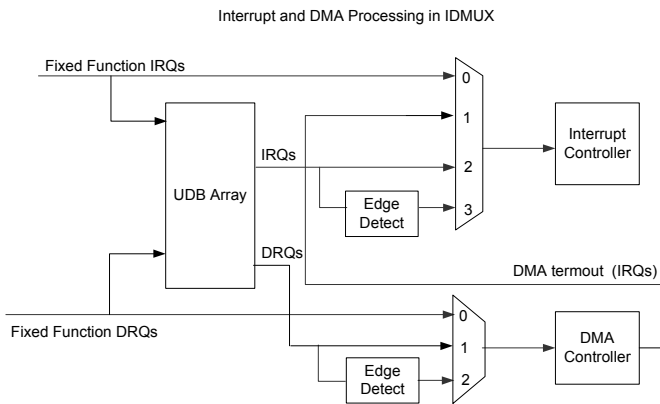 Interrupt and DMA Processing in IDMUX
Fixed Function IRQs
0
1
2
3
Interrupt
Controller
UDB Array
IRQs
Edge
Detect
DRQs
DMA termout (IRQs)
Fixed Function DRQs
0
1
2
Edge
Detect
DMA
Controller